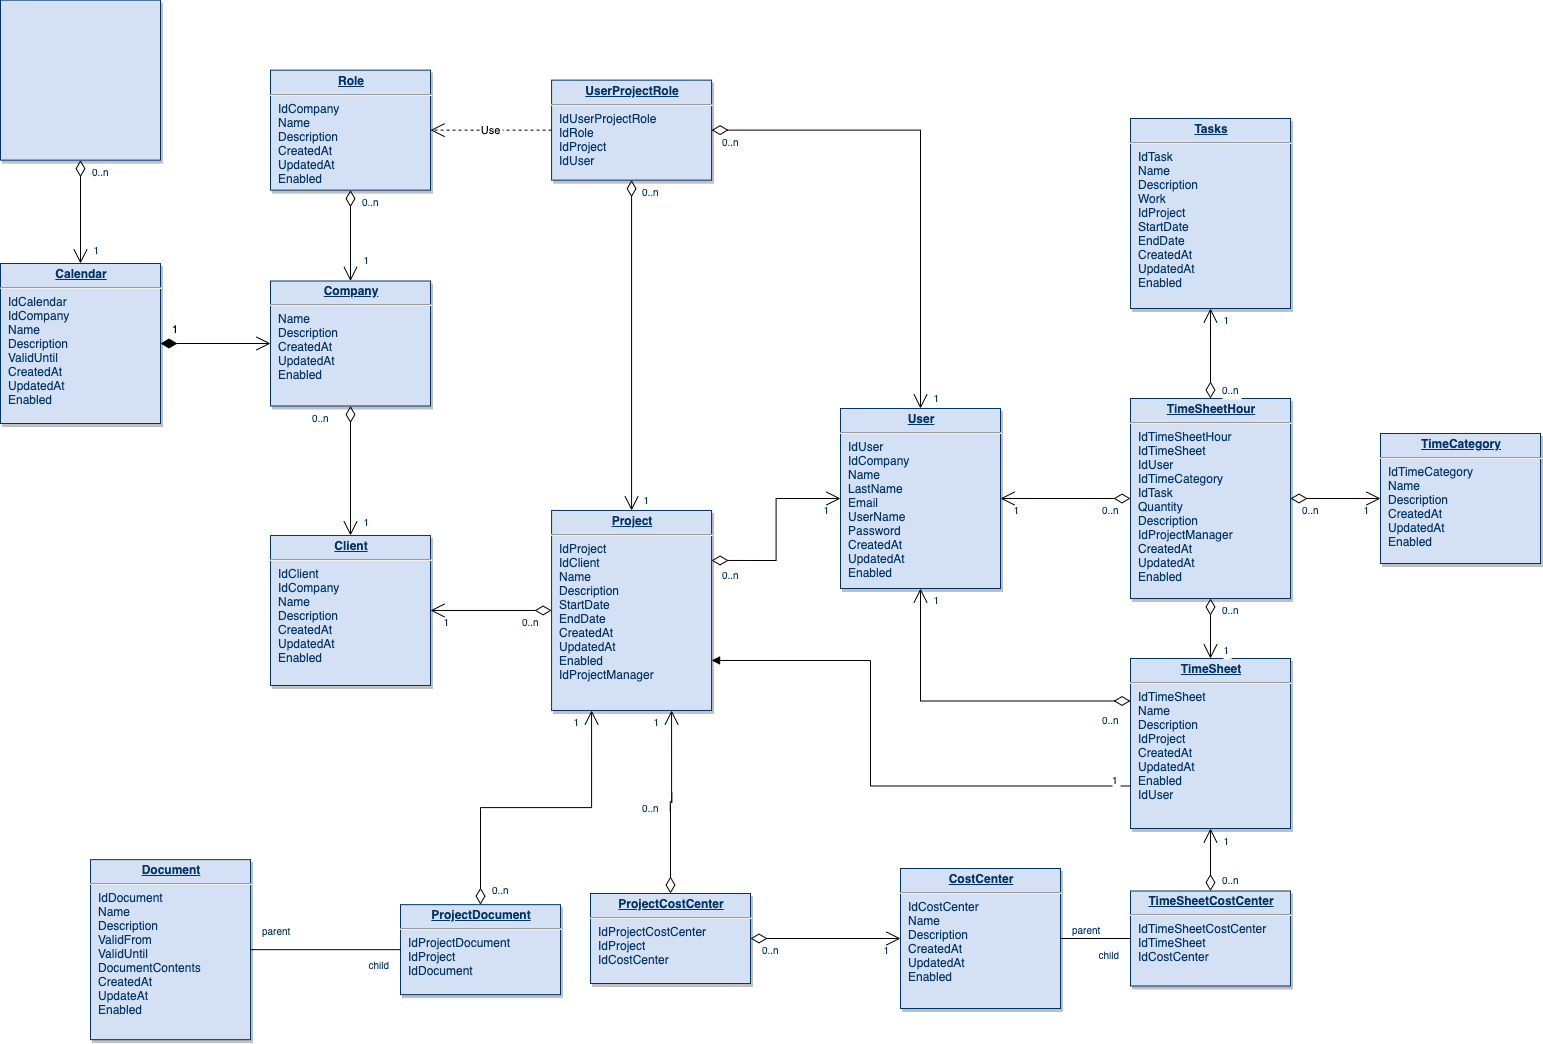 0..n
1
Calendar
IdCalendar
IdCompany
Name
Description
ValidUntil
CreatedAt
UpdatedAt
Enabled
1
Role
IdCompany
Name
Description
CreatedAt
UpdatedAt
Enabled
0..n
1
Use
Company
Name
Description
CreatedAt
UpdatedAt
Enabled
0..n
1
Client
IdClient
IdCompany
Name
Description
CreatedAt
UpdatedAt
Enabled
1
0..n
UserProjectRole
IdUserProjectRole
IdRole
IdProject
IdUser
0..n
0..n
1
1
Project
IdProject
IdClient
Name
Description
StartDate
EndDate
CreatedAt
UpdatedAt
Enabled
IdProjectManager
0..n
1
1
1
User
IdUser
IdCompany
Name
LastName
Email
UserName
Password
CreatedAt
UpdatedAt
Enabled
1
1
0..n
Tasks
IdTask
Name
Description
Work
IdProject
StartDate
EndDate
CreatedAt
UpdatedAt
Enabled
1
0..n
TimeSheetHour
IdTimeSheetHour
IdTimeSheet
IdUser
IdTimeCategory
IdTask
Quantity
Description
IdProjectManager
CreatedAt
UpdatedAt
Enabled
0..n
1
TimeCategory
IdTimeCategory
Name
Description
CreatedAt
UpdatedAt
Enabled
0..n
1
TimeSheet
IdTimeSheet
Name
Description
IdProject
CreatedAt
UpdatedAt
Enabled
IdUser
0..n
1
1
0..n
Document
IdDocument
Name
Description
ValidFrom
ValidUntil
DocumentContents
CreatedAt
UpdateAt
Enabled
parent
child
0..n
ProjectDocument
IdProjectDocument
IdProject
IdDocument
0..n
ProjectCostCenter
IdProjectCostCenter
IdProject
IdCostCenter
0..n
1
CostCenter
IdCostCenter
Name
Description
CreatedAt
UpdatedAt
Enabled
parent
child
TimeSheetCostCenter
IdTimeSheetCostCenter
IdTimeSheet
IdCostCenter